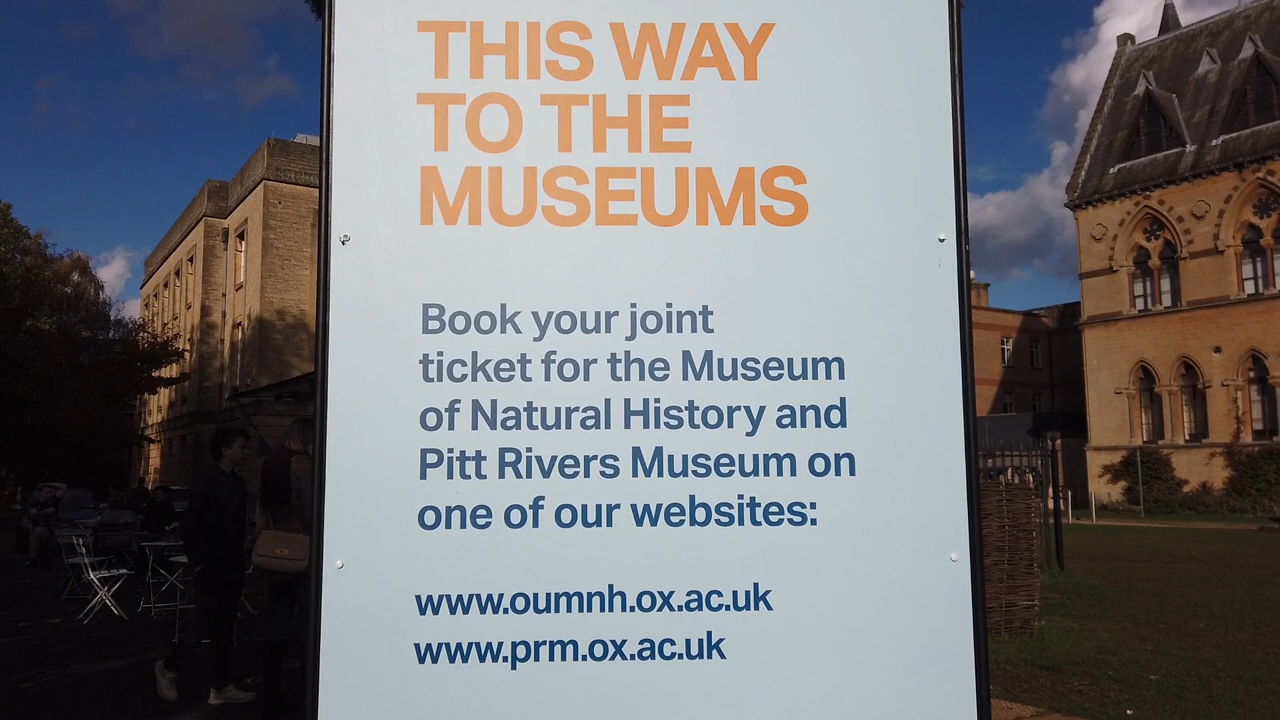 THIS WAY
TO THE
MUSEUMS
Book your joint
ticket for the Museum
of Natural History and
Pitt Rivers Museum on
one of our websites:
www.oumnh.ox.ac.uk
www.prm.ox.ac.uk